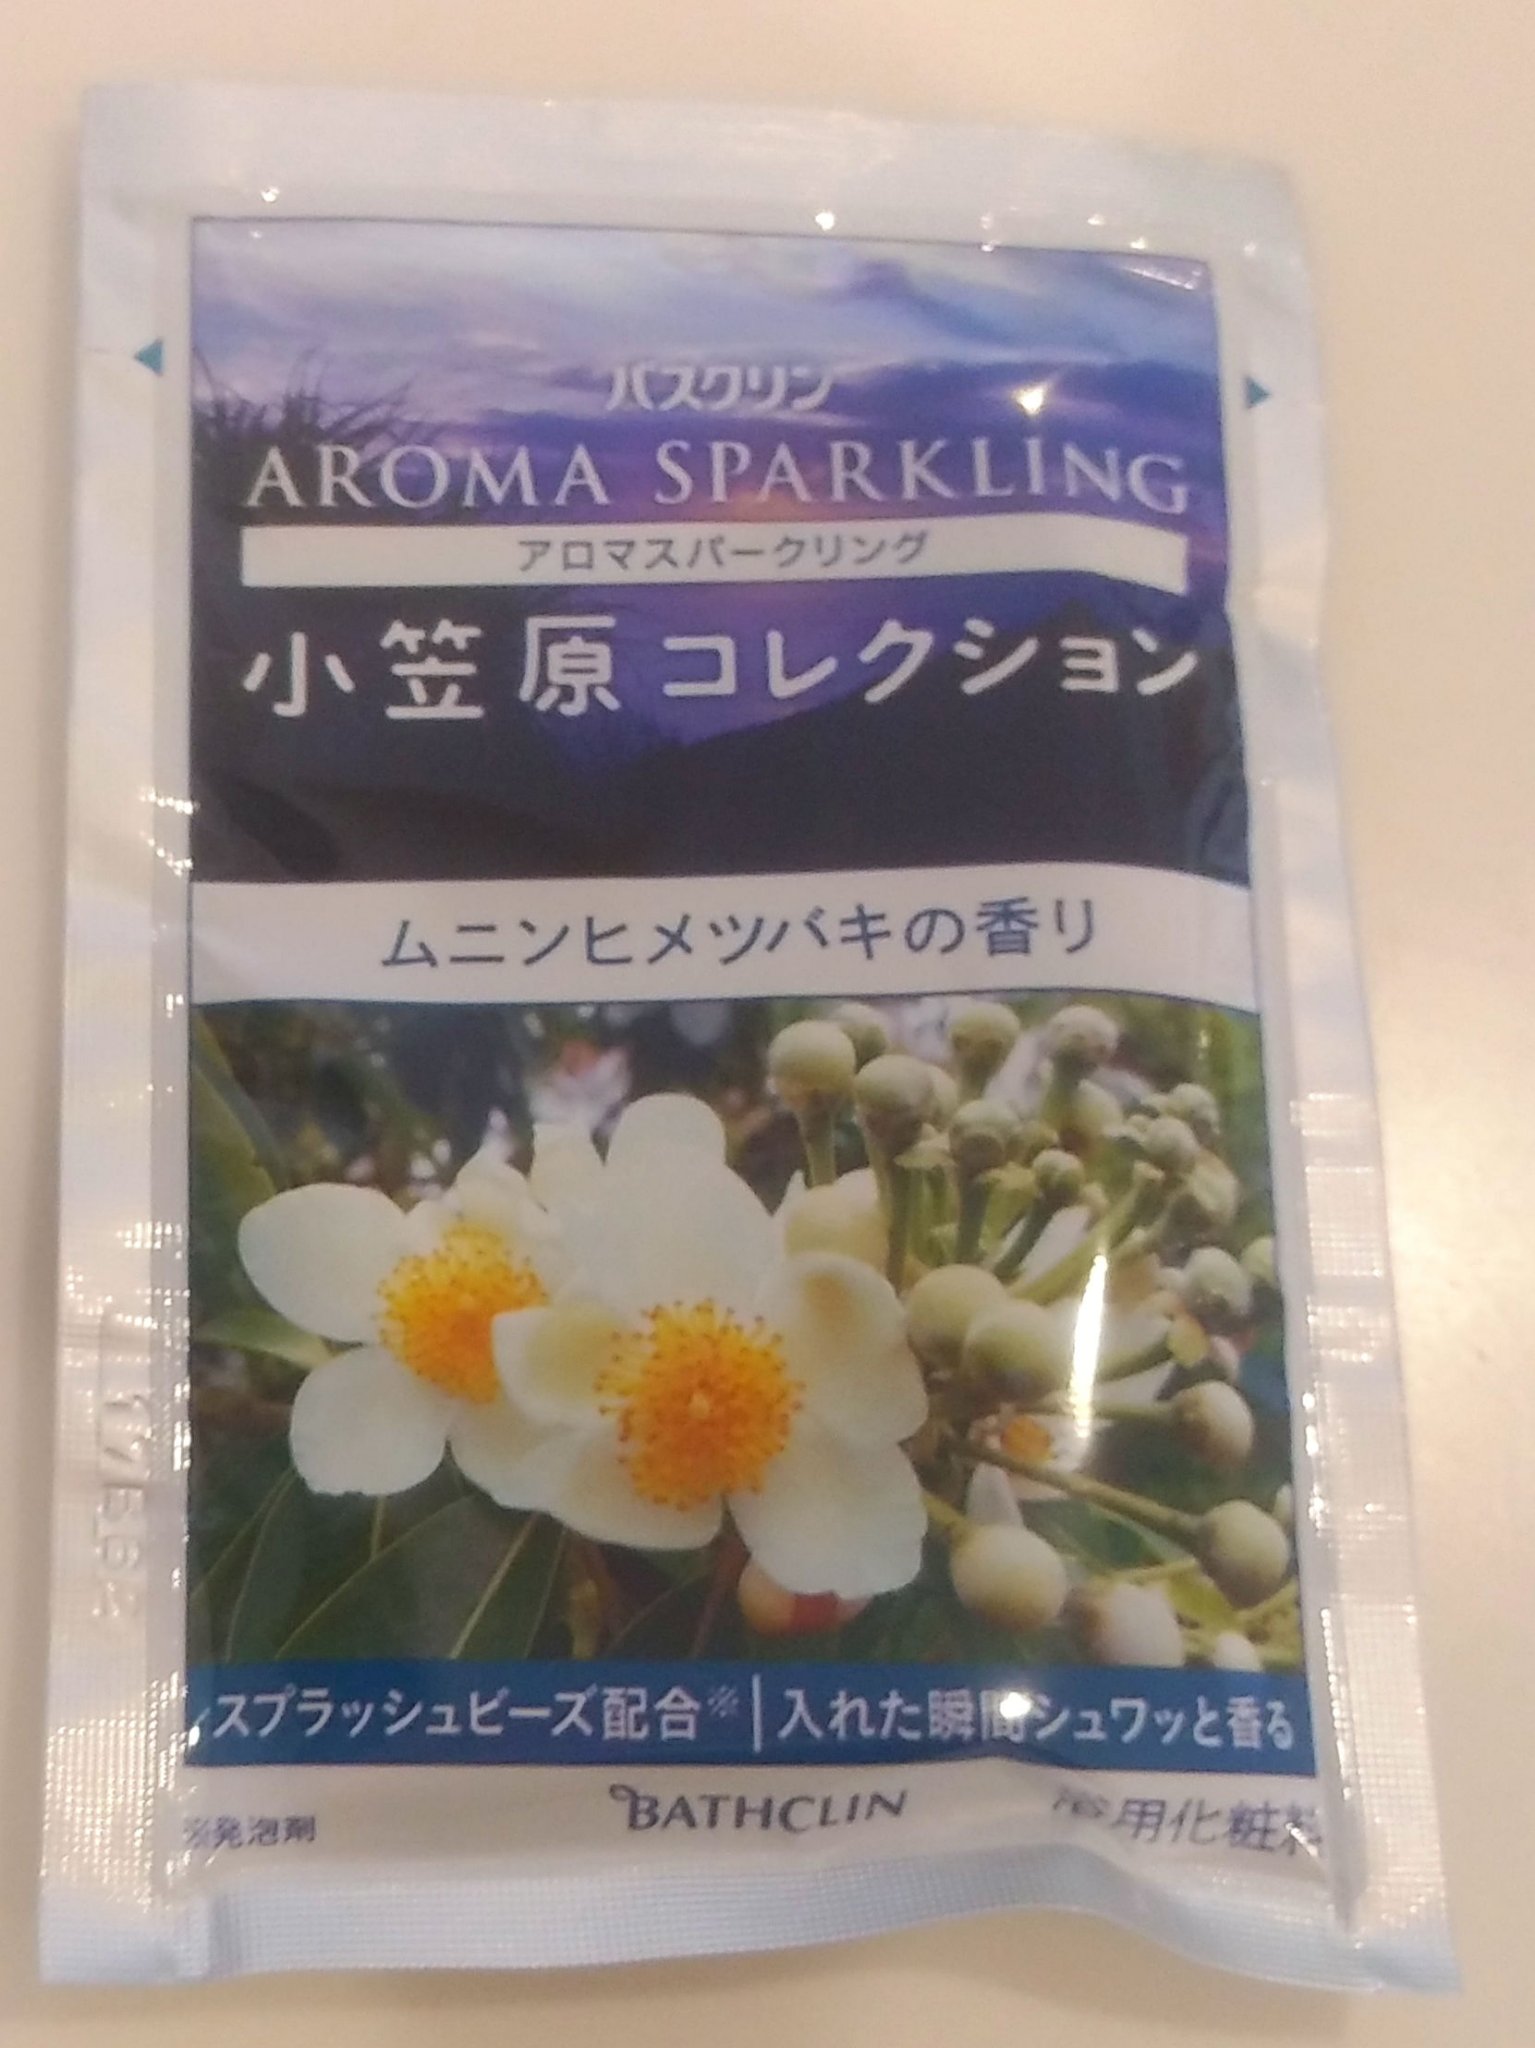 バスクリン
AROMA SPARKLING
アロマスパークリング
小笠原コレクション
ムニンヒメツバキの香り
スプラッシュビーズ配合※|入れた瞬間シュワッと香る
※発泡剤
BATHCLIN
用化粧料